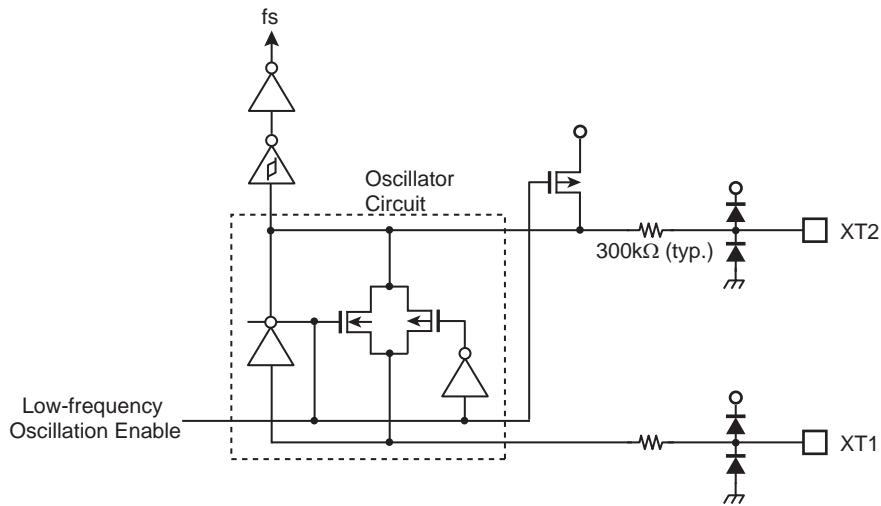 fs
Oscillator
Circuit
300kΩ (typ.)
XT2
Low-frequency
Oscillation Enable
XT1